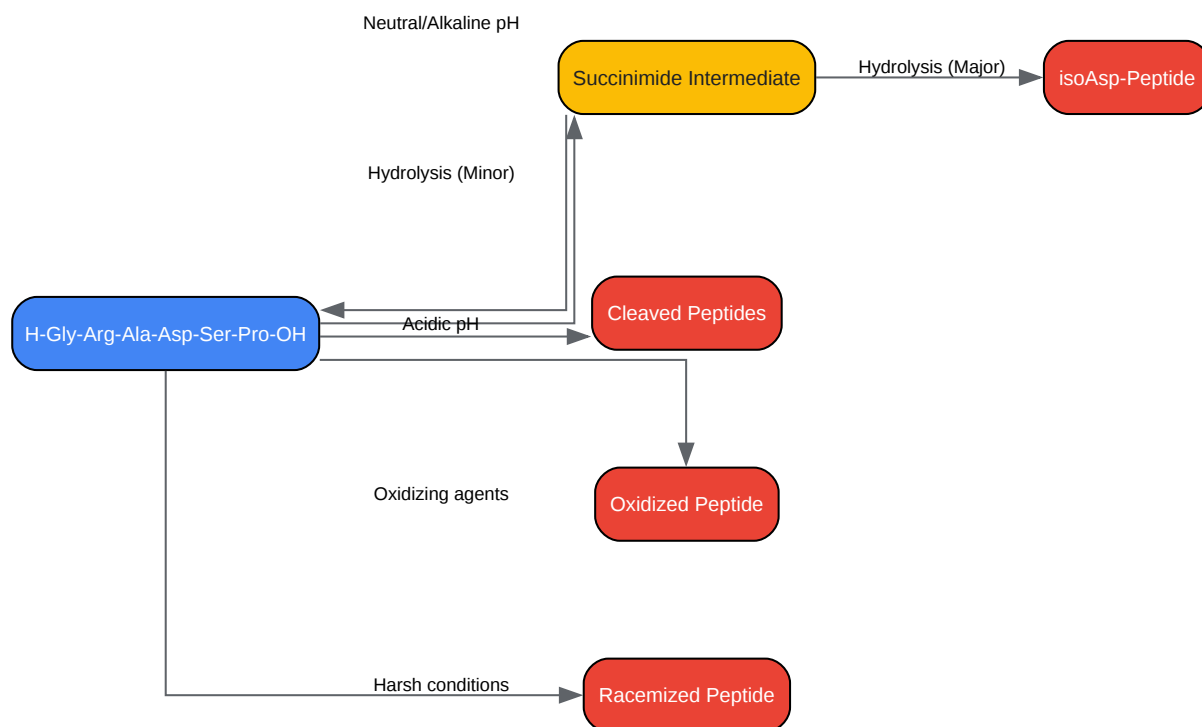 Neutral/Alkaline pH
Succinimide Intermediate
Hydrolysis (Major)
isoAsp-Peptide
Hydrolysis (Minor)
Cleaved Peptides
H-Gly-Arg-Ala-Asp-Ser-Pro-OH
Acidic pH
Oxidizing agents
Oxidized Peptide
Harsh conditions
Racemized Peptide